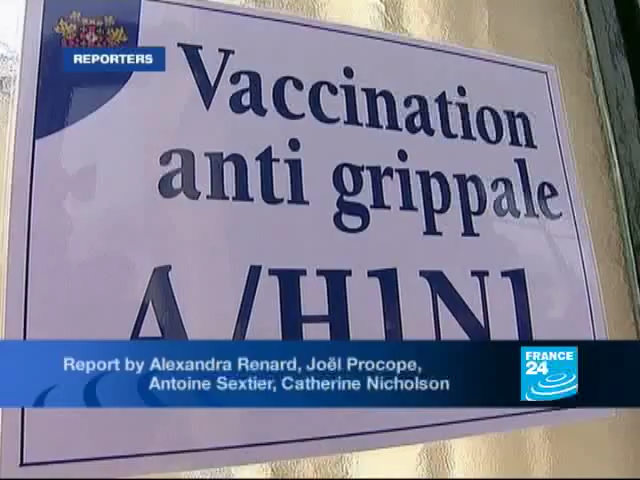 REPORTERS
Vaccination
anti grippale
A/H1N1
Report by Alexandra Renard, Joël Procope,
Antoine Sextier, Catherine Nicholson
FRANCE
24